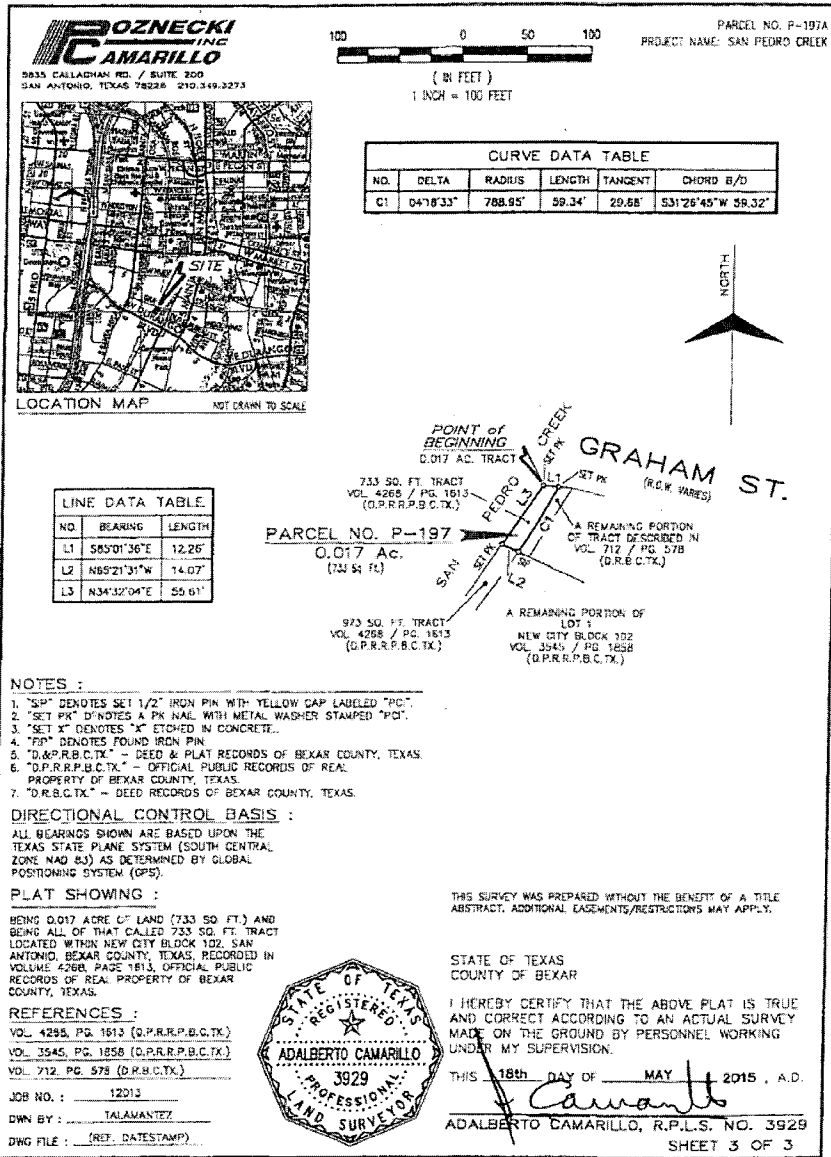 POZNECKI
CAMARILLO INC
5835 CALLAGHAN RD. / SUITE 200
SAN ANTONIO, TEXAS 78228 210.349.3273
100 0 50 100
( IN FEET )
1 INCH = 100 FEET
PARCEL NO. P-197A
PROJECT NAME: SAN PEDRO CREEK
SITE
LOCATION MAP NOT DRAWN TO SCALE
CURVE DATA TABLE
NO. DELTA RADIUS LENGTH TANGENT CHORD B/D
C1 04°18'33" 788.95' 59.34' 29.68' S31°26'45"W 59.32'
NORTH
POINT of
BEGINNING
0.017 AC. TRACT
733 SQ. FT. TRACT
VOL. 4268 / PG. 1613
(O.P.R.R.P.B.C.TX.)
PARCEL NO. P-197
0.017 Ac.
(733 Sq. Ft.)
SAN PEDRO CREEK
SET PK
L1
SET PK
L3
C1
SET PK
L2
GRAHAM ST.
(R.O.W. VARIES)
A REMAINING PORTION
OF TRACT DESCRIBED IN
VOL. 712 / PG. 578
(D.R.B.C.TX.)
973 SQ. FT. TRACT
VOL. 4268 / PG. 1613
(O.P.R.R.P.B.C.TX.)
A REMAINING PORTION OF
LOT 1
NEW CITY BLOCK 102
VOL. 3545 / PG. 1858
(O.P.R.R.P.B.C.TX.)
LINE DATA TABLE
NO. BEARING LENGTH
L1 S85°01'36"E 12.26'
L2 N65°21'31"W 14.07'
L3 N34°32'04"E 55.61'
NOTES :
1. "SIP" DENOTES SET 1/2" IRON PIN WITH YELLOW CAP LABELED "PCI".
2. "SET PK" DENOTES A PK NAIL WITH METAL WASHER STAMPED "PCI".
3. "SET X" DENOTES "X" ETCHED IN CONCRETE.
4. "FIP" DENOTES FOUND IRON PIN
5. "D.&P.R.B.C.TX." – DEED & PLAT RECORDS OF BEXAR COUNTY, TEXAS.
6. "O.P.R.R.P.B.C.TX." – OFFICIAL PUBLIC RECORDS OF REAL
PROPERTY OF BEXAR COUNTY, TEXAS.
7. "D.R.B.C.TX." – DEED RECORDS OF BEXAR COUNTY, TEXAS.
DIRECTIONAL CONTROL BASIS :
ALL BEARINGS SHOWN ARE BASED UPON THE
TEXAS STATE PLANE SYSTEM (SOUTH CENTRAL
ZONE NAD 83) AS DETERMINED BY GLOBAL
POSITIONING SYSTEM (GPS).
PLAT SHOWING :
BEING 0.017 ACRE OF LAND (733 SQ. FT.) AND
BEING ALL OF THAT CALLED 733 SQ. FT. TRACT
LOCATED WITHIN NEW CITY BLOCK 102, SAN
ANTONIO, BEXAR COUNTY, TEXAS, RECORDED IN
VOLUME 4268, PAGE 1613, OFFICIAL PUBLIC
RECORDS OF REAL PROPERTY OF BEXAR
COUNTY, TEXAS.
REFERENCES :
VOL. 4268, PG. 1613 (O.P.R.R.P.B.C.TX.)
VOL. 3545, PG. 1858 (O.P.R.R.P.B.C.TX.)
VOL. 712, PG. 578 (D.R.B.C.TX.)
JOB NO. : 12013
DWN BY : TALAMANTEZ
DWG FILE : (REF. DATESTAMP)
STATE OF TEXAS
REGISTERED
ADALBERTO CAMARILLO
3929
PROFESSIONAL
LAND SURVEYOR
THIS SURVEY WAS PREPARED WITHOUT THE BENEFIT OF A TITLE
ABSTRACT. ADDITIONAL EASEMENTS/RESTRICTIONS MAY APPLY.
STATE OF TEXAS
COUNTY OF BEXAR
I HEREBY CERTIFY THAT THE ABOVE PLAT IS TRUE
AND CORRECT ACCORDING TO AN ACTUAL SURVEY
MADE ON THE GROUND BY PERSONNEL WORKING
UNDER MY SUPERVISION.
THIS 18th DAY OF MAY 2015 , A.D.
ADALBERTO CAMARILLO, R.P.L.S. NO. 3929
SHEET 3 OF 3